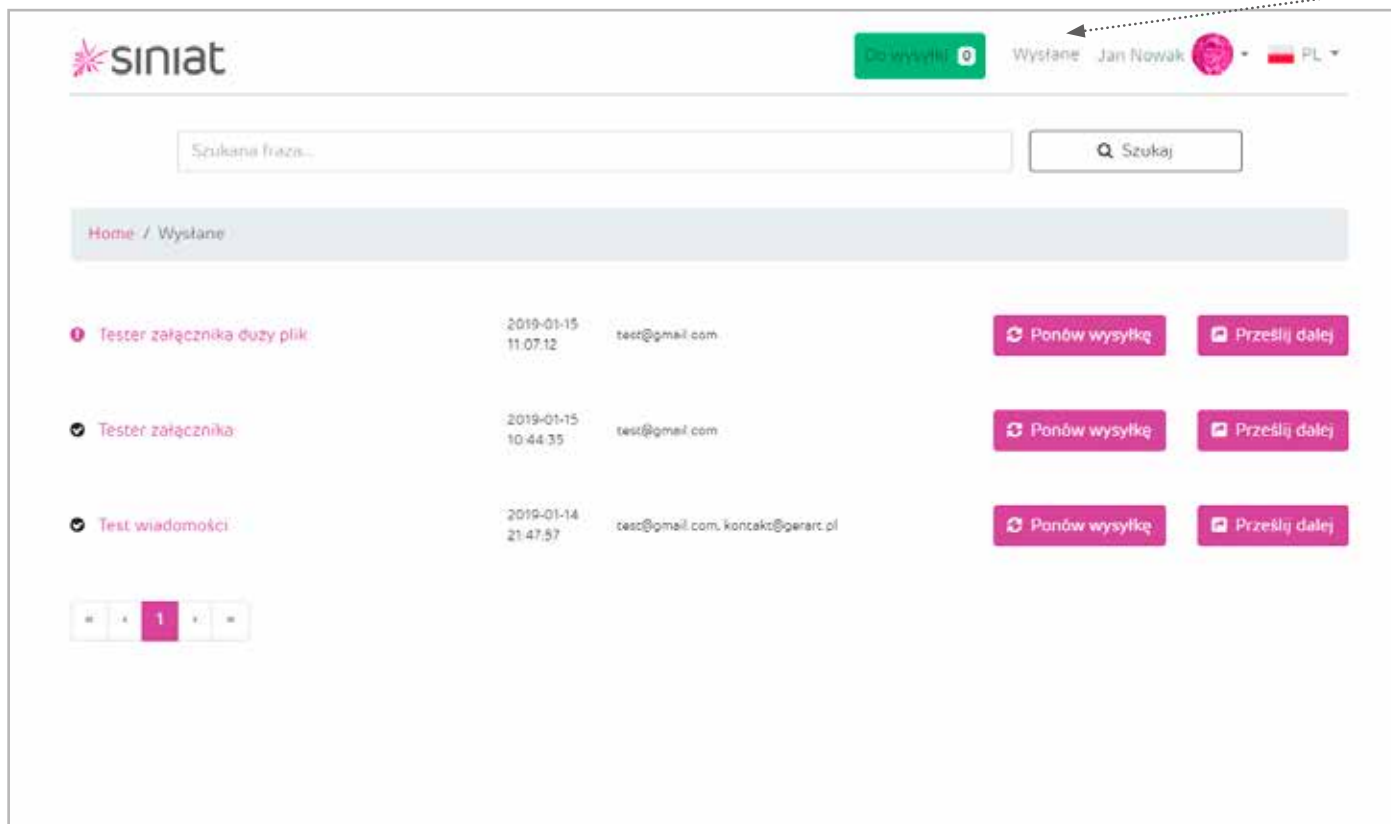 siniat
Do wysyłki 0 Wysłane Jan Nowak PL
Szukana fraza... Szukaj
Home / Wysłane
Tester załącznika duzy plik 2019-01-15 11:07:12 test@gmail.com Ponów wysyłkę Prześlij dalej
Tester załącznika 2019-01-15 10:44:35 test@gmail.com Ponów wysyłkę Prześlij dalej
Test wiadomości 2019-01-14 21:47:57 test@gmail.com, kontakt@gerart.pl Ponów wysyłkę Prześlij dalej
« ‹ 1 › »